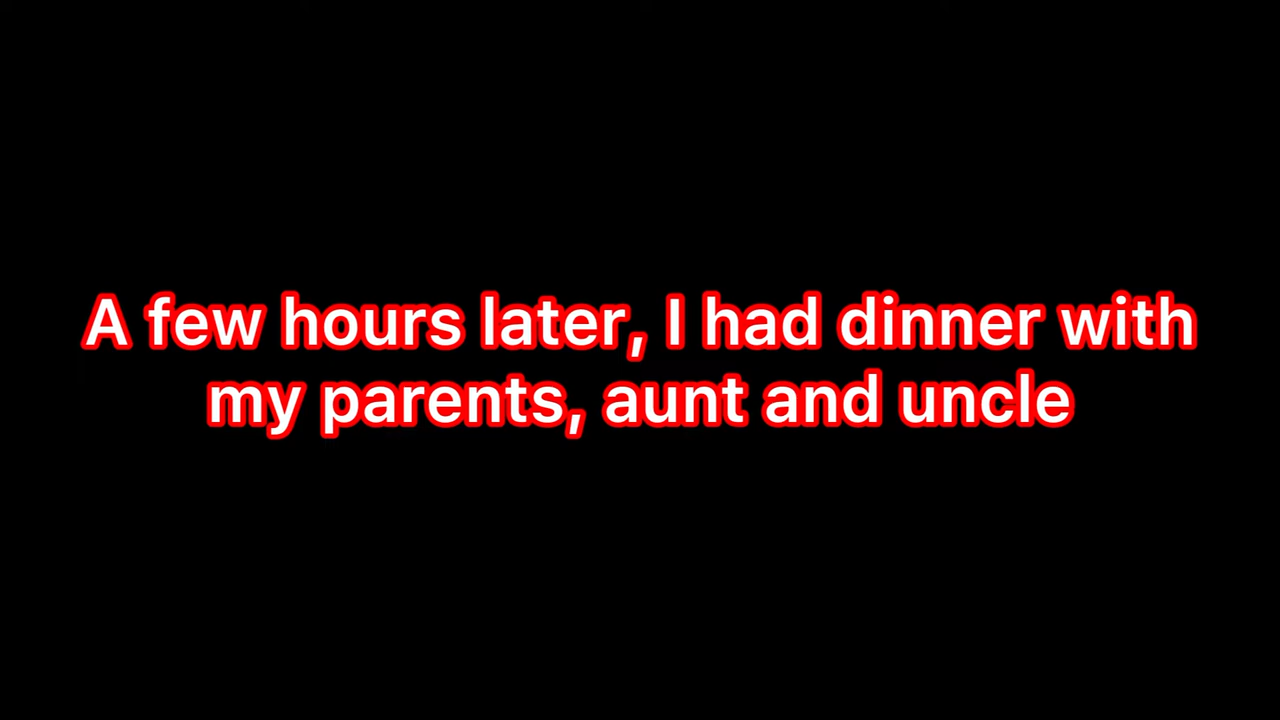 A few hours later, I had dinner with
my parents, aunt and uncle